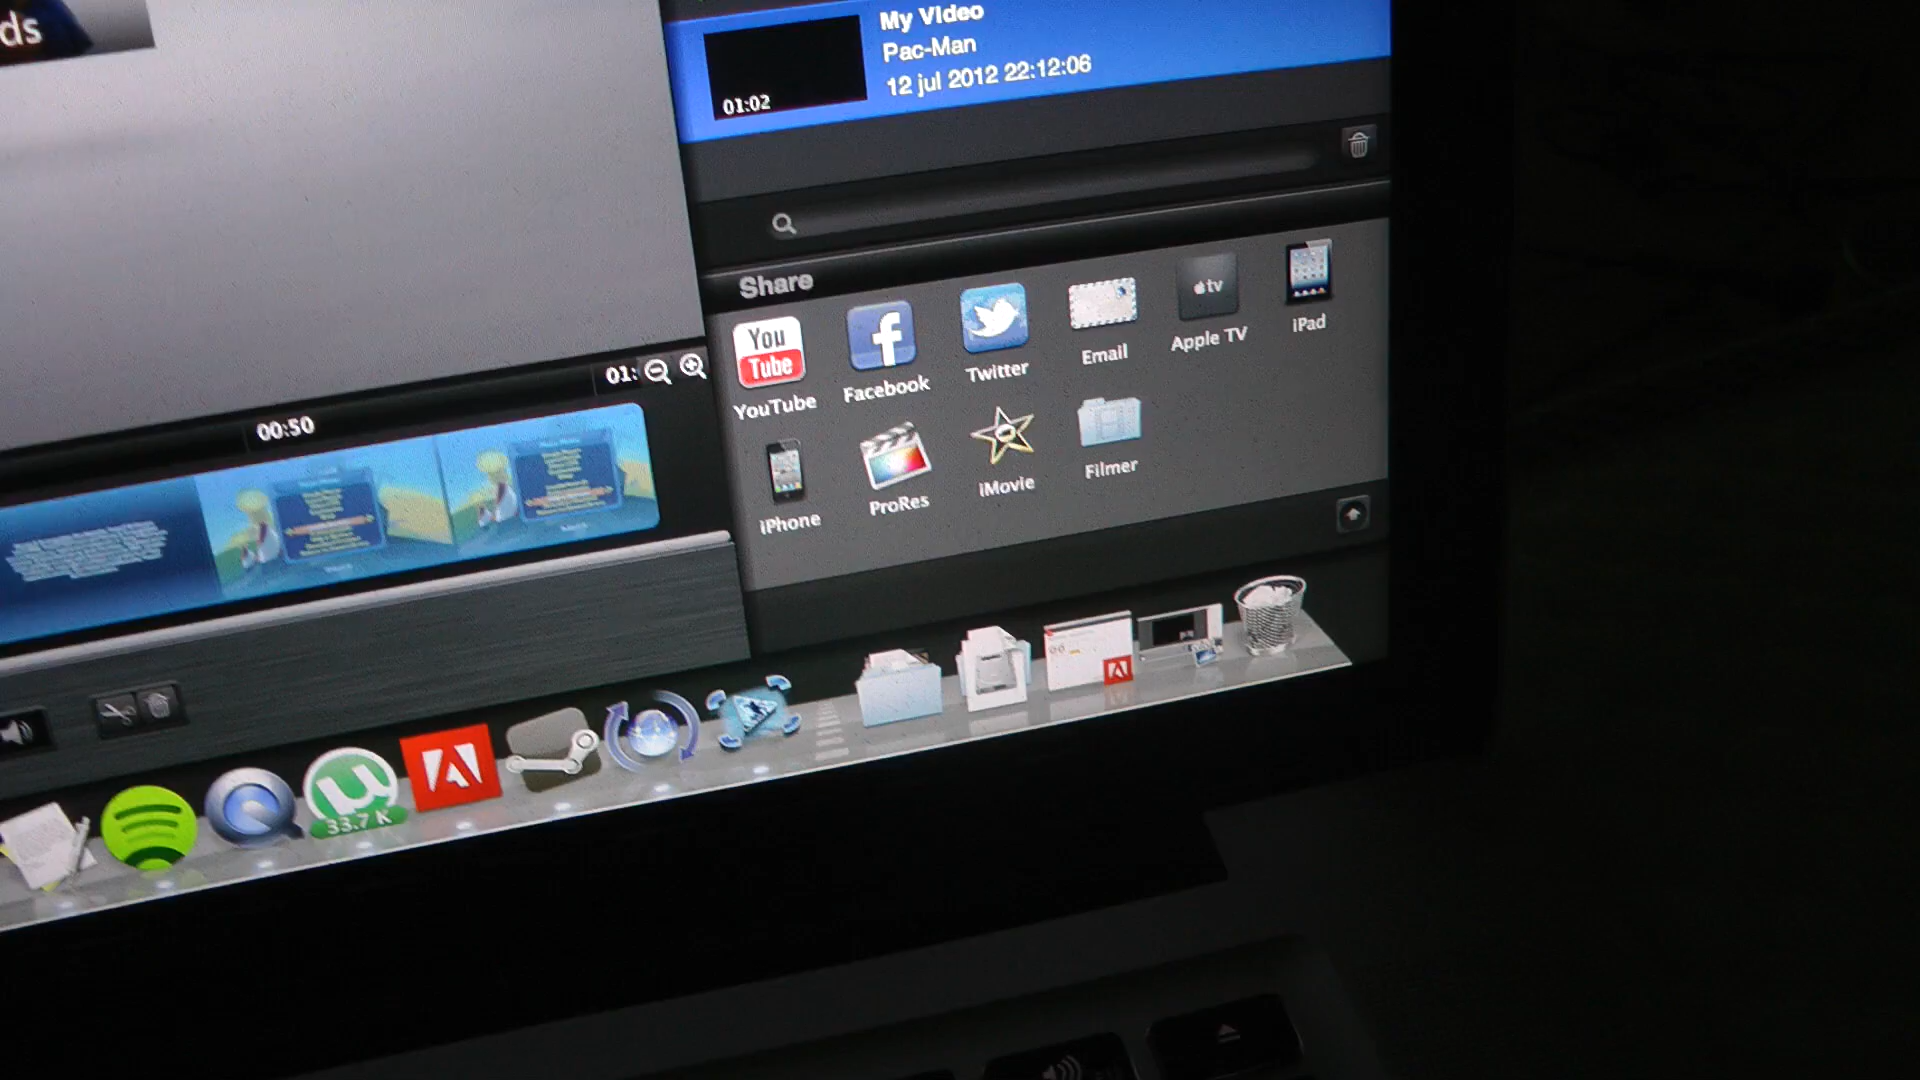 ds
My Video
Pac-Man
12 jul 2012 22:12:06
01:02
Share
You
Tube
YouTube
Facebook
Twitter
Email
tv
Apple TV
iPad
iPhone
ProRes
iMovie
Filmer
01:
00:50
33.7 K